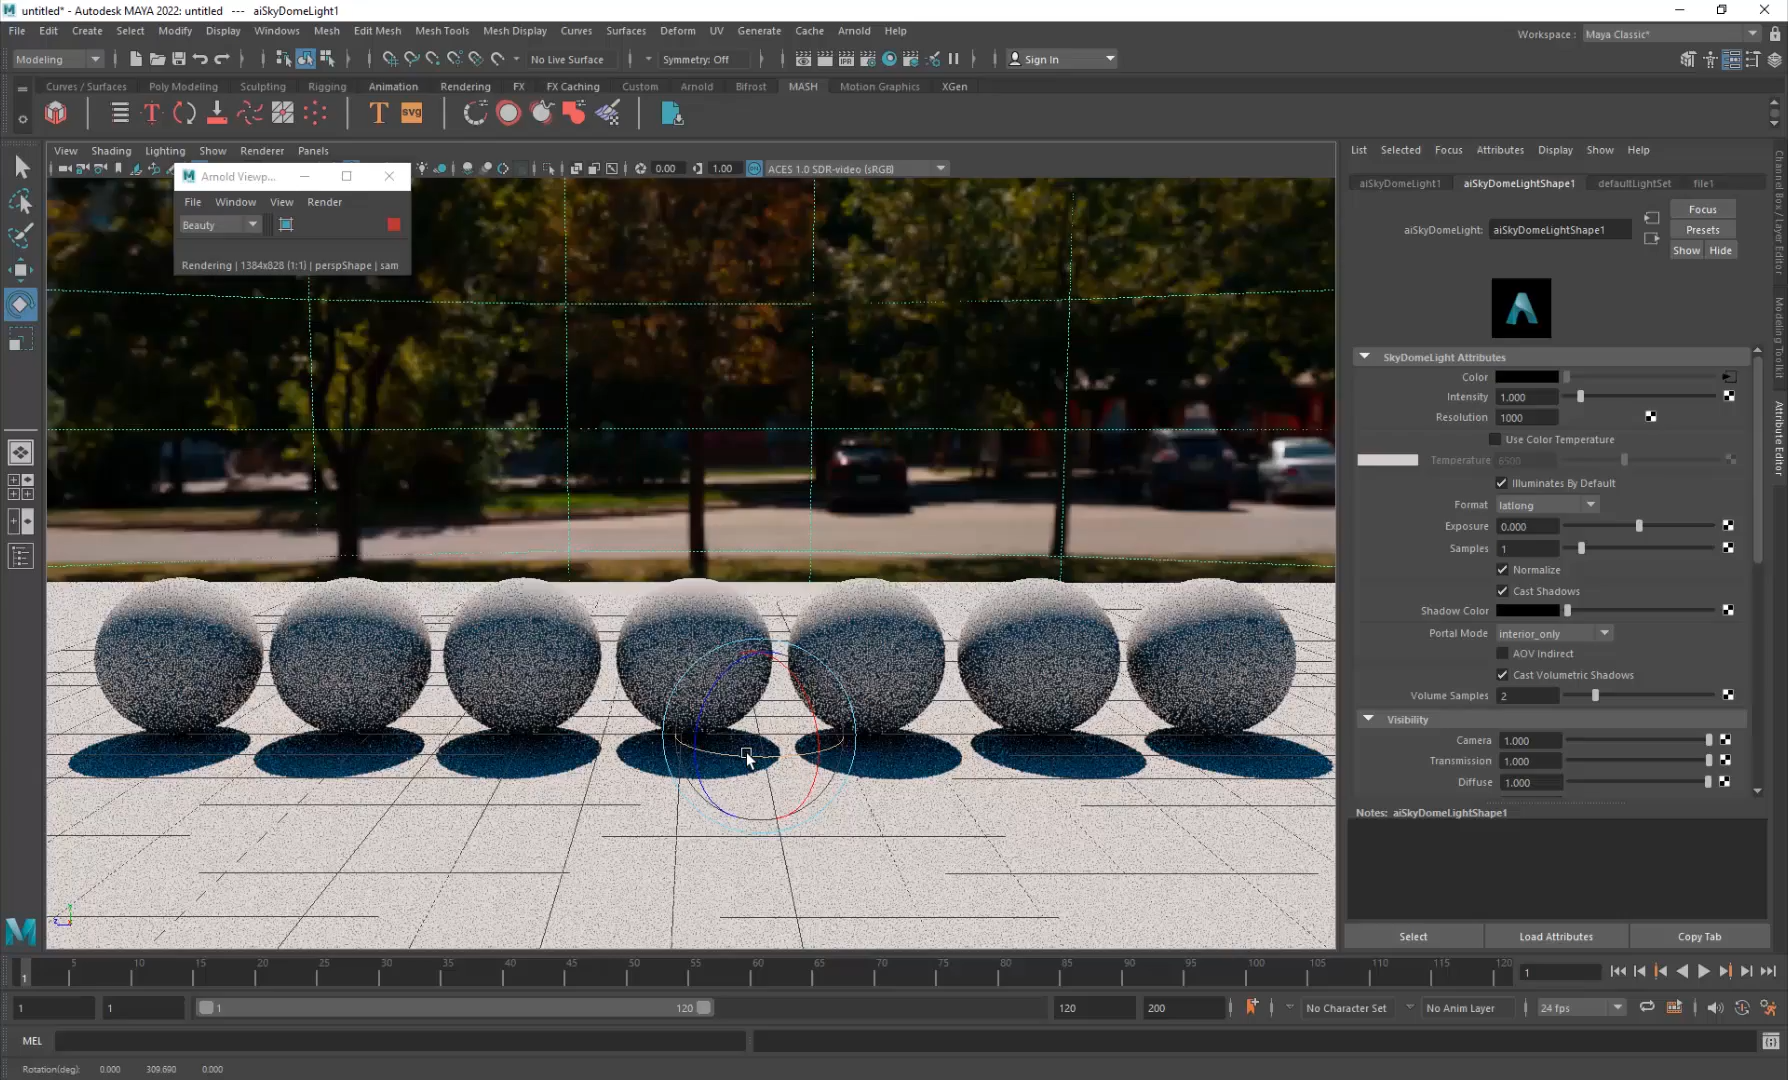 untitled* - Autodesk MAYA 2022: untitled --- aiSkyDomeLight1
File Edit Create Select Modify Display Windows Mesh Edit Mesh Mesh Tools Mesh Display Curves Surfaces Deform UV Generate Cache Arnold Help
Workspace : Maya Classic*
Modeling No Live Surface Symmetry: Off Sign In
Curves / Surfaces Poly Modeling Sculpting Rigging Animation Rendering FX FX Caching Custom Arnold Bifrost MASH Motion Graphics XGen
T T svg
View Shading Lighting Show Renderer Panels
0.00 1.00 ACES 1.0 SDR-video (sRGB)
Arnold Viewp...
File Window View Render
Beauty
Rendering | 1384x828 (1:1) | perspShape | sam
List Selected Focus Attributes Display Show Help
aiSkyDomeLight1 aiSkyDomeLightShape1 defaultLightSet file1
aiSkyDomeLight: aiSkyDomeLightShape1
Focus
Presets
Show Hide
SkyDomeLight Attributes
Color
Intensity 1.000
Resolution 1000
Use Color Temperature
Temperature 6500
Illuminates By Default
Format latlong
Exposure 0.000
Samples 1
Normalize
Cast Shadows
Shadow Color
Portal Mode interior_only
AOV Indirect
Cast Volumetric Shadows
Volume Samples 2
Visibility
Camera 1.000
Transmission 1.000
Diffuse 1.000
Notes: aiSkyDomeLightShape1
Select Load Attributes Copy Tab
Channel Box / Layer Editor
Modeling Toolkit
Attribute Editor
1 5 10 15 20 25 30 35 40 45 50 55 60 65 70 75 80 85 90 95 100 105 110 115 120 1
1 1 1 120 120 200 No Character Set No Anim Layer 24 fps
MEL
Rotation(deg): 0.000 309.690 0.000